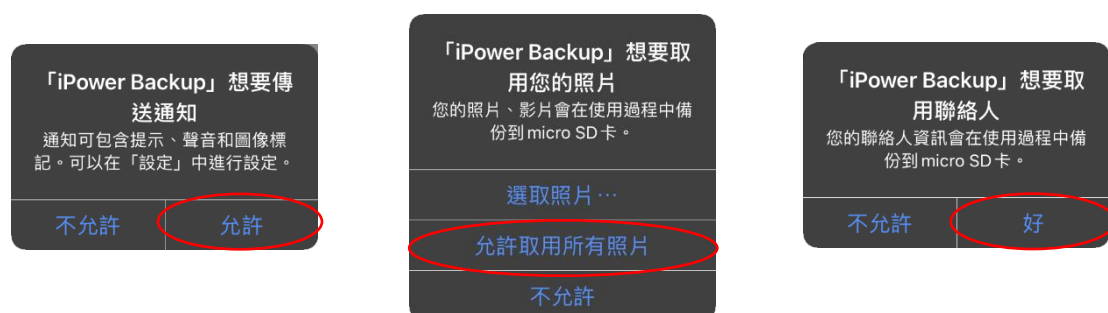 「iPower Backup」想要傳
送通知
通知可包含提示、聲音和圖像標
記。可以在「設定」中進行設定。
不允許
允許
「iPower Backup」想要取
用您的照片
您的照片、影片會在使用過程中備
份到 micro SD 卡。
選取照片…
允許取用所有照片
不允許
「iPower Backup」想要取
用聯絡人
您的聯絡人資訊會在使用過程中備
份到 micro SD 卡。
不允許
好